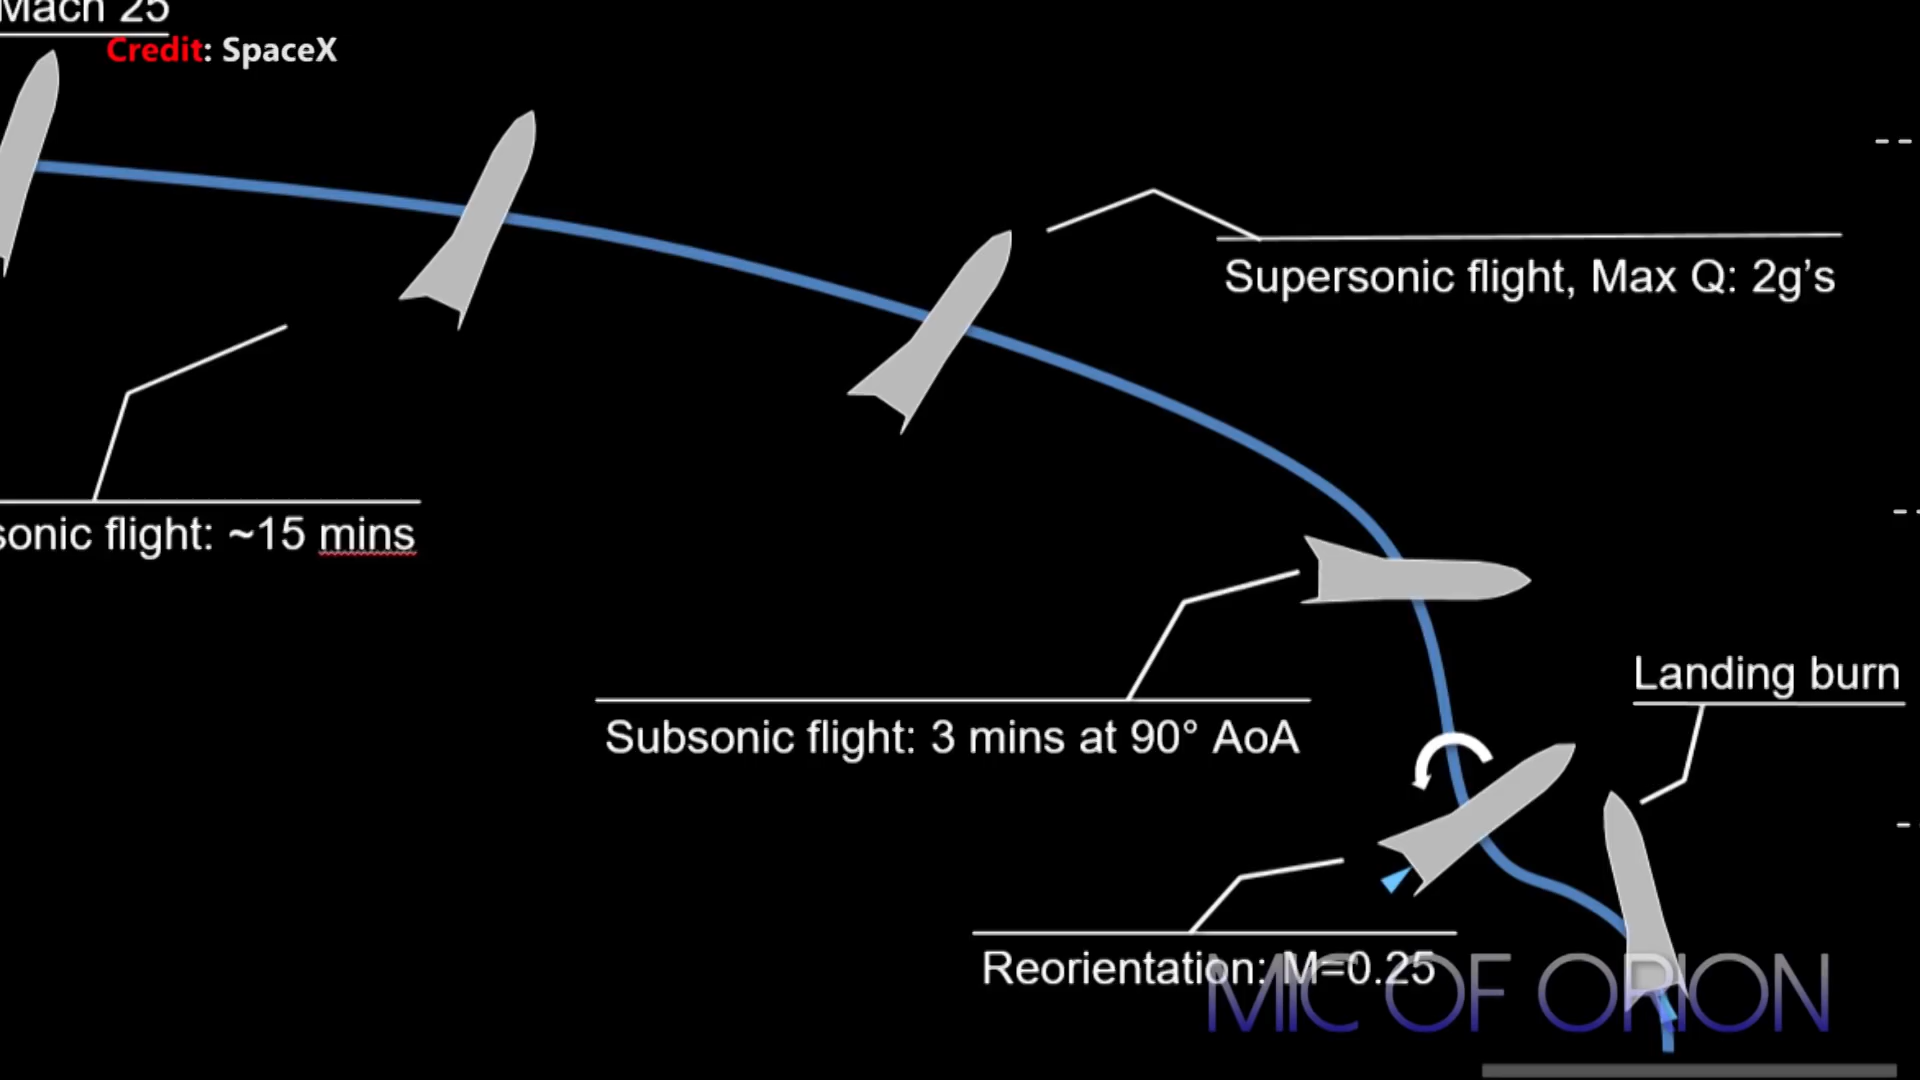 Mach 25
Credit: SpaceX
Supersonic flight, Max Q: 2g’s
sonic flight: ~15 mins
Landing burn
Subsonic flight: 3 mins at 90° AoA
Reorientation: M=0.25
MIC OF ORION